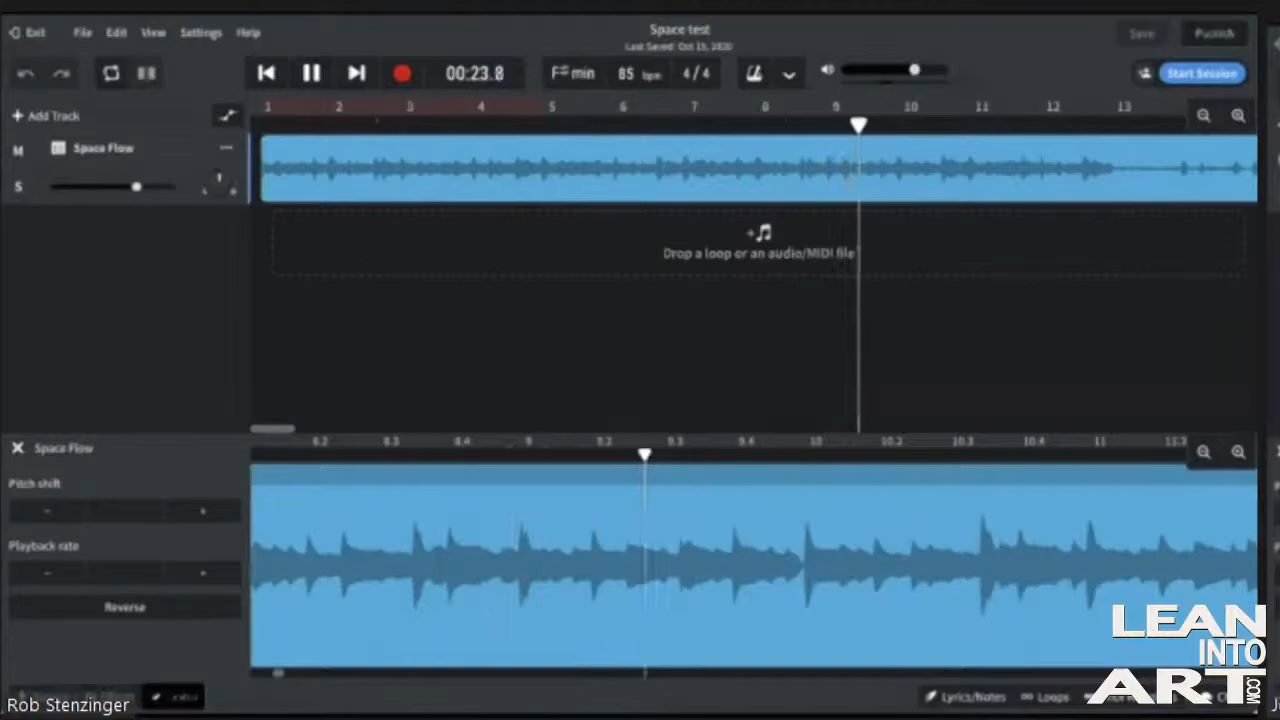 Exit File Edit View Settings Help
Space test
Last Saved: Oct 15, 2020
Save Publish
00:23.8 F# min 85 bpm 4/4
Start Session
+ Add Track
1 2 3 4 5 6 7 8 9 10 11 12 13
M Space Flow
S
Drop a loop or an audio/MIDI file
X Space Flow
8.2 8.3 8.4 9 9.2 9.3 9.4 10 10.2 10.3 10.4 11
Pitch shift
- +
Playback rate
- +
Reverse
LEAN
INTO
ART.COM
Lyrics/Notes Loops
Rob Stenzinger